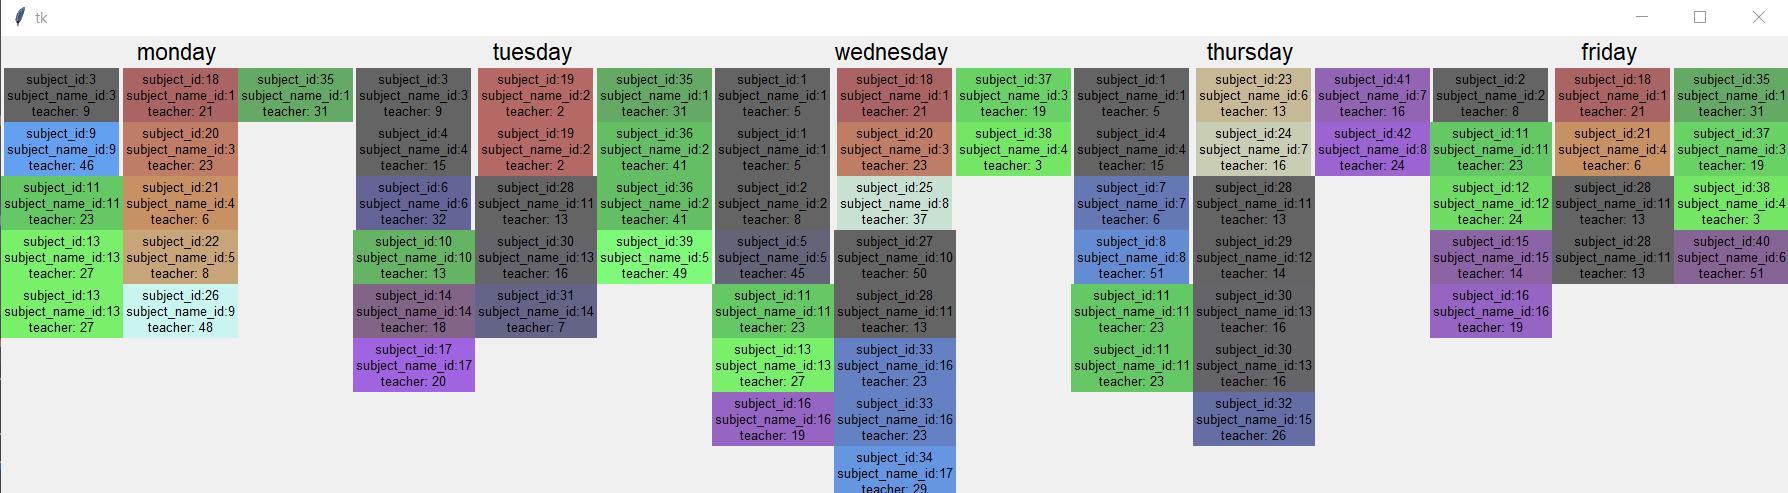 tk
monday tuesday wednesday thursday friday
subject_id:3 subject_id:18 subject_id:35 subject_id:3 subject_id:19 subject_id:35 subject_id:1 subject_id:18 subject_id:37 subject_id:1 subject_id:23 subject_id:41 subject_id:2 subject_id:18 subject_id:35
subject_name_id:3 subject_name_id:1 subject_name_id:1 subject_name_id:3 subject_name_id:2 subject_name_id:1 subject_name_id:1 subject_name_id:1 subject_name_id:3 subject_name_id:1 subject_name_id:6 subject_name_id:7 subject_name_id:2 subject_name_id:1 subject_name_id:1
teacher: 9 teacher: 21 teacher: 31 teacher: 9 teacher: 2 teacher: 31 teacher: 5 teacher: 21 teacher: 19 teacher: 5 teacher: 13 teacher: 16 teacher: 8 teacher: 21 teacher: 31
subject_id:9 subject_id:20 subject_id:4 subject_id:19 subject_id:36 subject_id:1 subject_id:20 subject_id:38 subject_id:4 subject_id:24 subject_id:42 subject_id:11 subject_id:21 subject_id:37
subject_name_id:9 subject_name_id:3 subject_name_id:4 subject_name_id:2 subject_name_id:2 subject_name_id:1 subject_name_id:3 subject_name_id:4 subject_name_id:4 subject_name_id:7 subject_name_id:8 subject_name_id:11 subject_name_id:4 subject_name_id:3
teacher: 46 teacher: 23 teacher: 15 teacher: 2 teacher: 41 teacher: 5 teacher: 23 teacher: 3 teacher: 15 teacher: 16 teacher: 24 teacher: 23 teacher: 6 teacher: 19
subject_id:11 subject_id:21 subject_id:6 subject_id:28 subject_id:36 subject_id:2 subject_id:25 subject_id:7 subject_id:28 subject_id:12 subject_id:28 subject_id:38
subject_name_id:11 subject_name_id:4 subject_name_id:6 subject_name_id:11 subject_name_id:2 subject_name_id:2 subject_name_id:8 subject_name_id:7 subject_name_id:11 subject_name_id:12 subject_name_id:11 subject_name_id:4
teacher: 23 teacher: 6 teacher: 32 teacher: 13 teacher: 41 teacher: 8 teacher: 37 teacher: 6 teacher: 13 teacher: 24 teacher: 13 teacher: 3
subject_id:13 subject_id:22 subject_id:10 subject_id:30 subject_id:39 subject_id:5 subject_id:27 subject_id:8 subject_id:29 subject_id:15 subject_id:28 subject_id:40
subject_name_id:13 subject_name_id:5 subject_name_id:10 subject_name_id:13 subject_name_id:5 subject_name_id:5 subject_name_id:10 subject_name_id:8 subject_name_id:12 subject_name_id:15 subject_name_id:11 subject_name_id:6
teacher: 27 teacher: 8 teacher: 13 teacher: 16 teacher: 49 teacher: 45 teacher: 50 teacher: 51 teacher: 14 teacher: 14 teacher: 13 teacher: 51
subject_id:13 subject_id:26 subject_id:14 subject_id:31 subject_id:11 subject_id:28 subject_id:11 subject_id:30 subject_id:16
subject_name_id:13 subject_name_id:9 subject_name_id:14 subject_name_id:14 subject_name_id:11 subject_name_id:11 subject_name_id:11 subject_name_id:13 subject_name_id:16
teacher: 27 teacher: 48 teacher: 18 teacher: 7 teacher: 23 teacher: 13 teacher: 23 teacher: 16 teacher: 19
subject_id:17 subject_id:13 subject_id:33 subject_id:11 subject_id:30
subject_name_id:17 subject_name_id:13 subject_name_id:16 subject_name_id:11 subject_name_id:13
teacher: 20 teacher: 27 teacher: 23 teacher: 23 teacher: 16
subject_id:16 subject_id:33 subject_id:32
subject_name_id:16 subject_name_id:16 subject_name_id:15
teacher: 19 teacher: 23 teacher: 26
subject_id:34
subject_name_id:17
teacher: 29